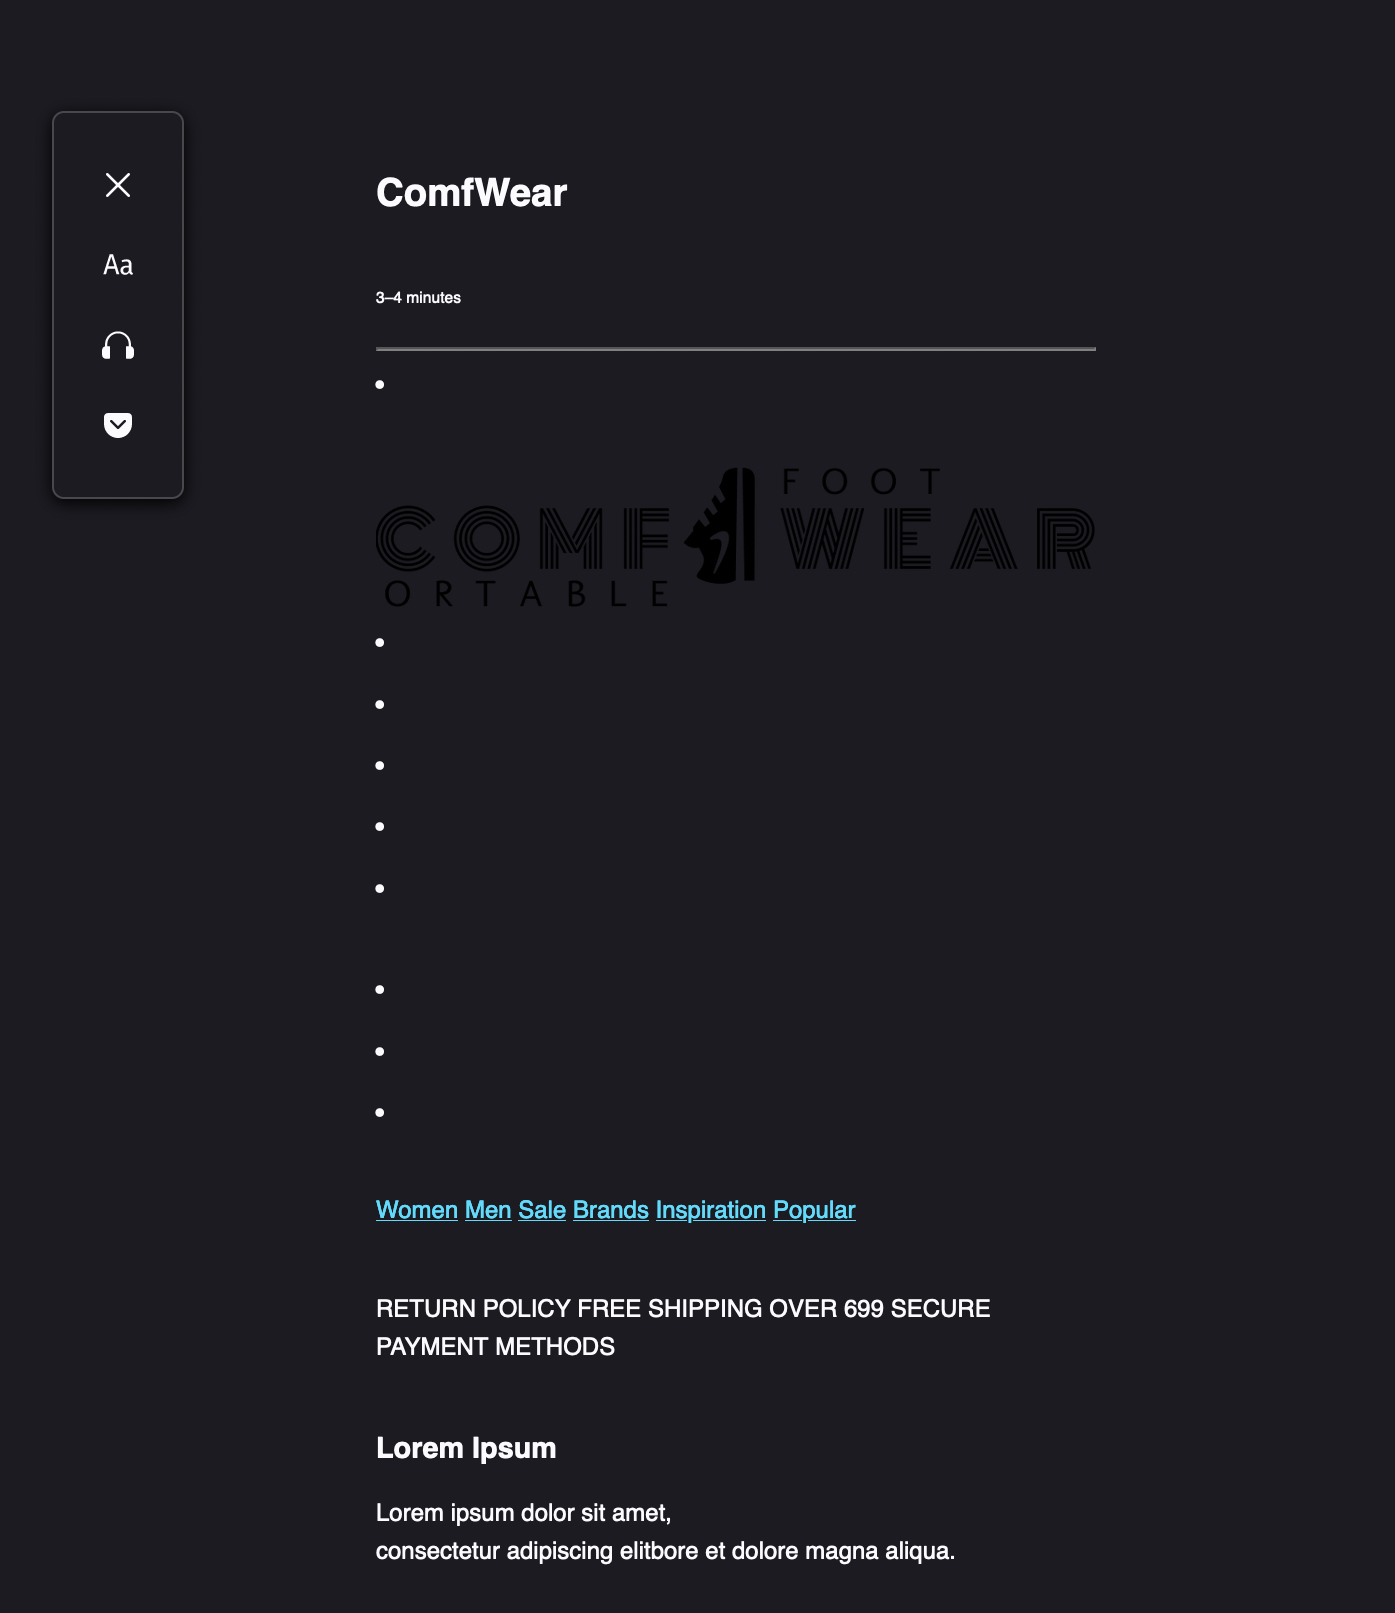 ComfWear
Aa
3–4 minutes
FOOT
COMF WEAR
ORTABLE
Women Men Sale Brands Inspiration Popular
RETURN POLICY FREE SHIPPING OVER 699 SECURE
PAYMENT METHODS
Lorem Ipsum
Lorem ipsum dolor sit amet,
consectetur adipiscing elitbore et dolore magna aliqua.